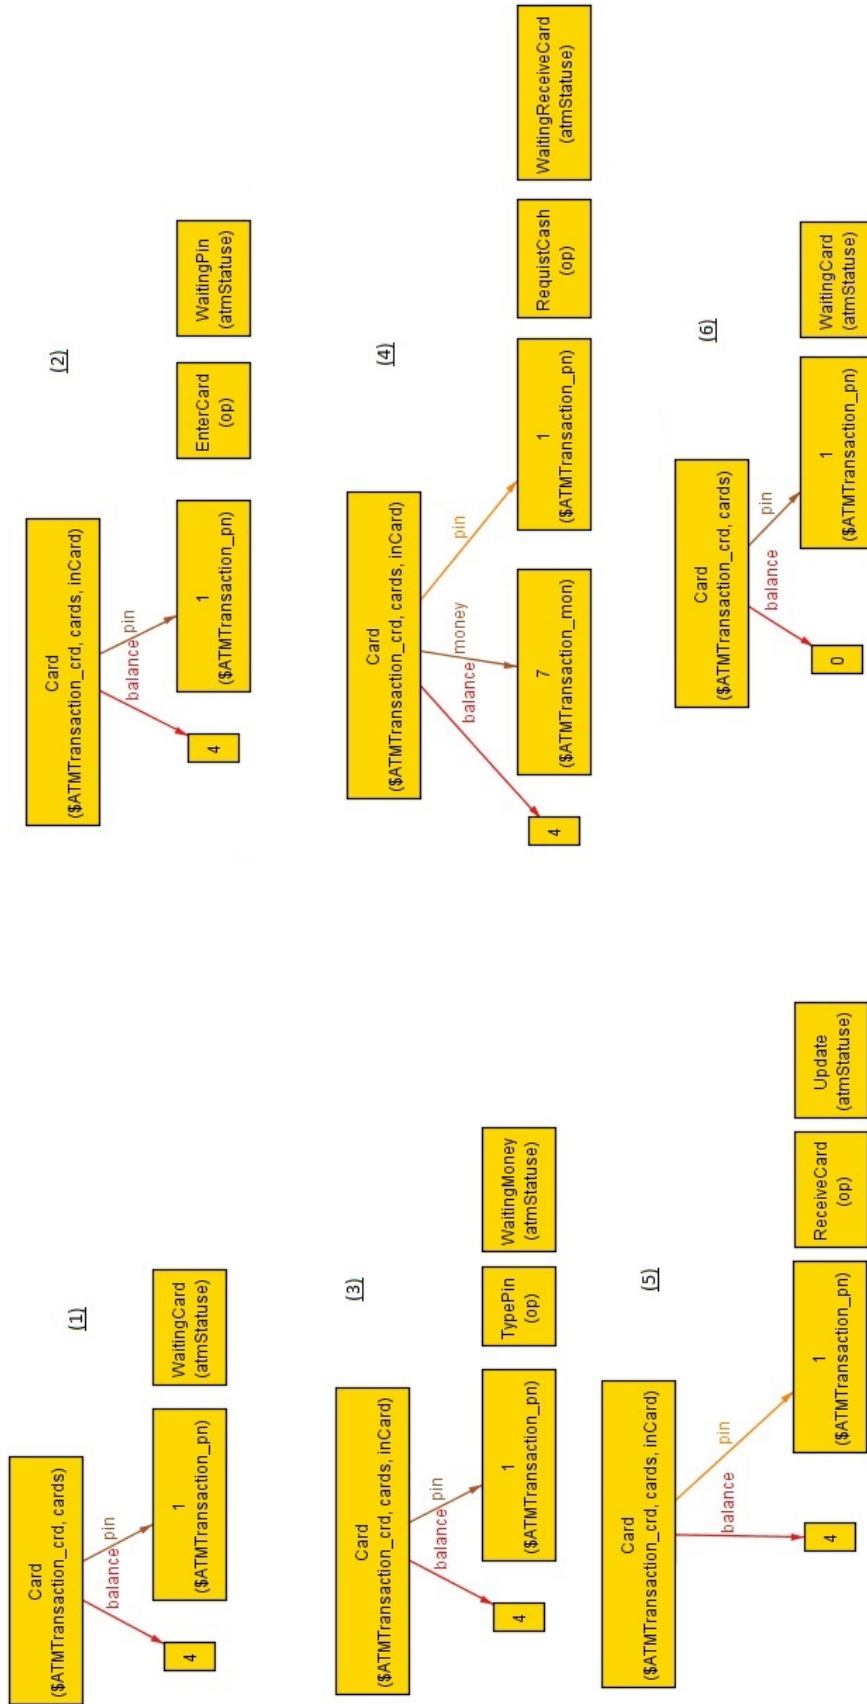 (1)
Card
($ATMTransaction_crd, cards)
balance
pin
4
1
($ATMTransaction_pn)
WaitingCard
(atmStatuse)
(2)
Card
($ATMTransaction_crd, cards, inCard)
balance
pin
4
1
($ATMTransaction_pn)
EnterCard
(op)
WaitingPin
(atmStatuse)
(3)
Card
($ATMTransaction_crd, cards, inCard)
balance
pin
4
1
($ATMTransaction_pn)
TypePin
(op)
WaitingMoney
(atmStatuse)
(4)
Card
($ATMTransaction_crd, cards, inCard)
balance
money
pin
4
7
($ATMTransaction_mon)
1
($ATMTransaction_pn)
RequistCash
(op)
WaitingReceiveCard
(atmStatuse)
(5)
Card
($ATMTransaction_crd, cards, inCard)
balance
pin
4
1
($ATMTransaction_pn)
ReceiveCard
(op)
Update
(atmStatuse)
(6)
Card
($ATMTransaction_crd, cards)
balance
pin
0
1
($ATMTransaction_pn)
WaitingCard
(atmStatuse)